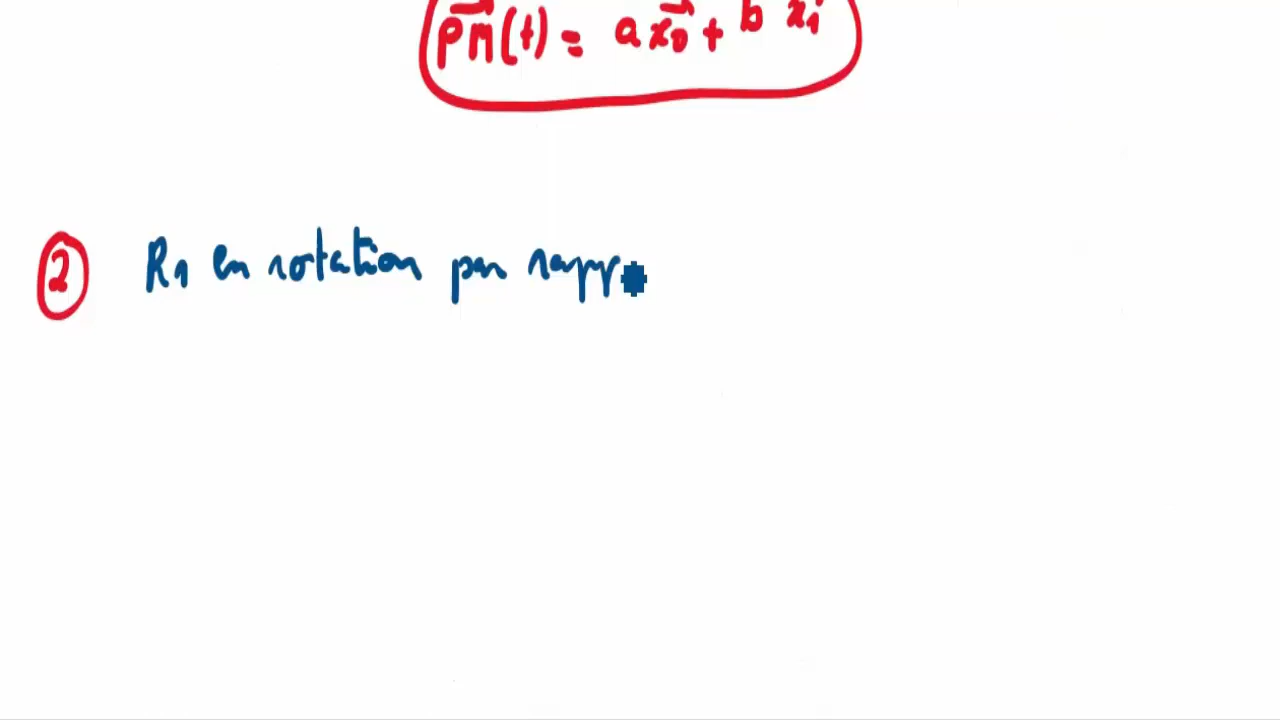 PM(t) = a x0 + b x1
2 R1 en rotation par rapp